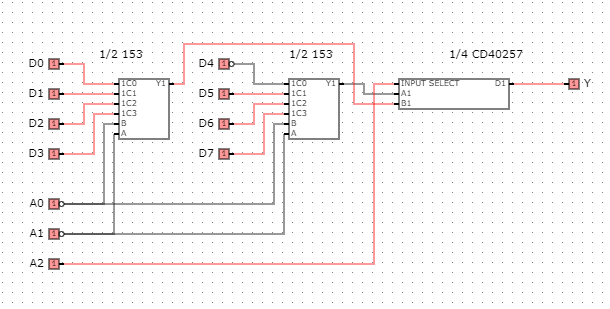 1/2 153
1/2 153
1/4 CD40257
D0 1
D1 1
D2 1
D3 1
1C0 Y1
1C1
1C2
1C3
B
A
D4 1
D5 1
D6 1
D7 1
1C0 Y1
1C1
1C2
1C3
B
A
INPUT SELECT D1
A1
B1
1 Y
A0 1
A1 1
A2 1